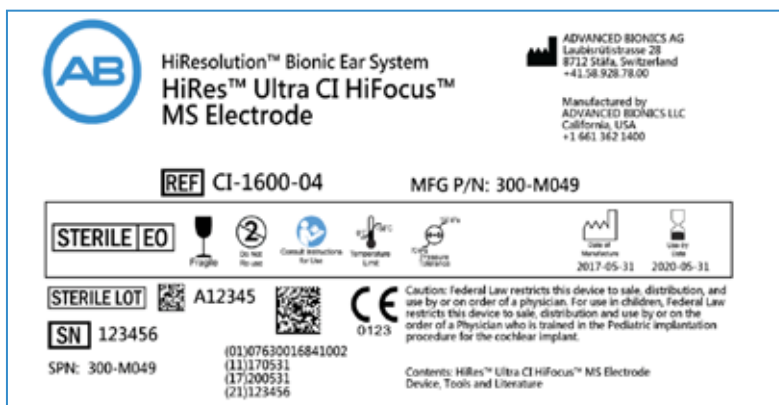 AB
HiResolution™ Bionic Ear System
HiRes™ Ultra CI HiFocus™
MS Electrode
ADVANCED BIONICS AG
Laubisrütistrasse 28
8712 Stäfa, Switzerland
+41.58.928.78.00
Manufactured by
ADVANCED BIONICS LLC
California, USA
+1 661 362 1400
REF CI-1600-04
MFG P/N: 300-M049
STERILE EO
Fragile
2
Do Not
Re use
Consult Instructions
for Use
Temperature
Limit
Pressure
Tolerance
Date of
Manufacture
2017-05-31
Use by
Date
2020-05-31
STERILE LOT A12345
SN 123456
SPN: 300-M049
(01)07630016841002
(11)170531
(17)200531
(21)123456
CE
0123
Caution: Federal Law restricts this device to sale, distribution, and
use by or on order of a physician. For use in children, Federal Law
restricts this device to sale, distribution and use by or on the
order of a Physician who is trained in the Pediatric implantation
procedure for the cochlear implant.
Contents: HiRes™ Ultra CI HiFocus™ MS Electrode
Device, Tools and Literature